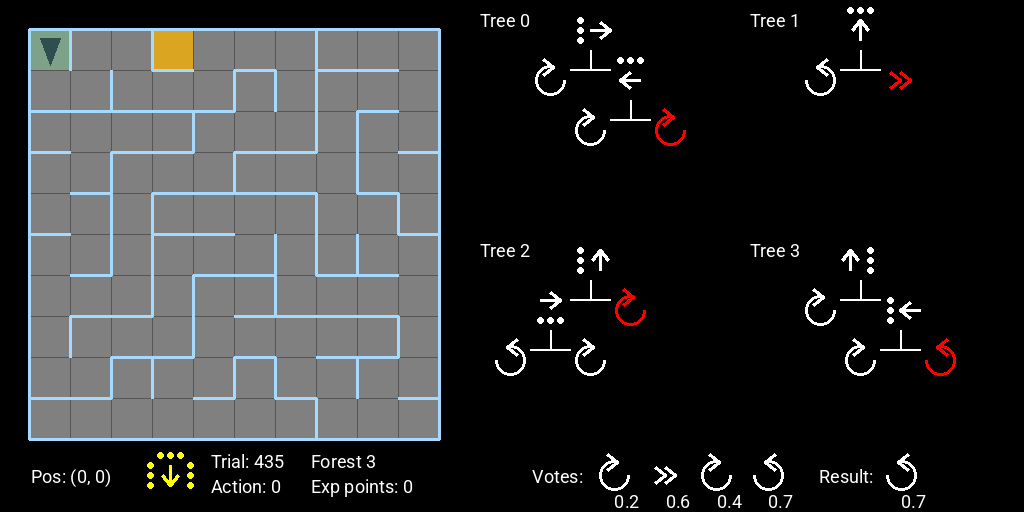 Tree 0
Tree 1
Tree 2
Tree 3
Pos: (0, 0)
Trial: 435
Forest 3
Action: 0
Exp points: 0
Votes:
0.2
0.6
0.4
0.7
Result:
0.7